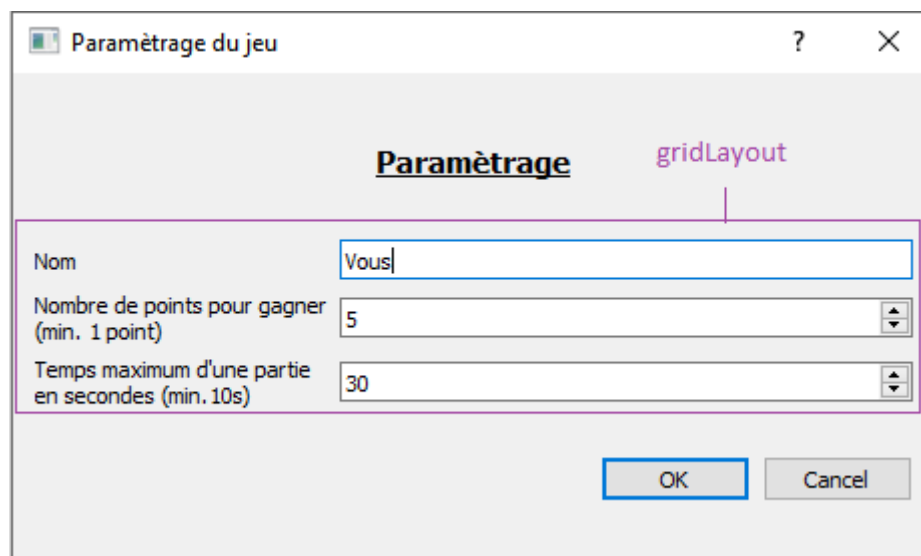 Paramètrage du jeu
?
Paramètrage
gridLayout
Nom
Vous
Nombre de points pour gagner
(min. 1 point)
5
Temps maximum d'une partie
en secondes (min. 10s)
30
OK
Cancel